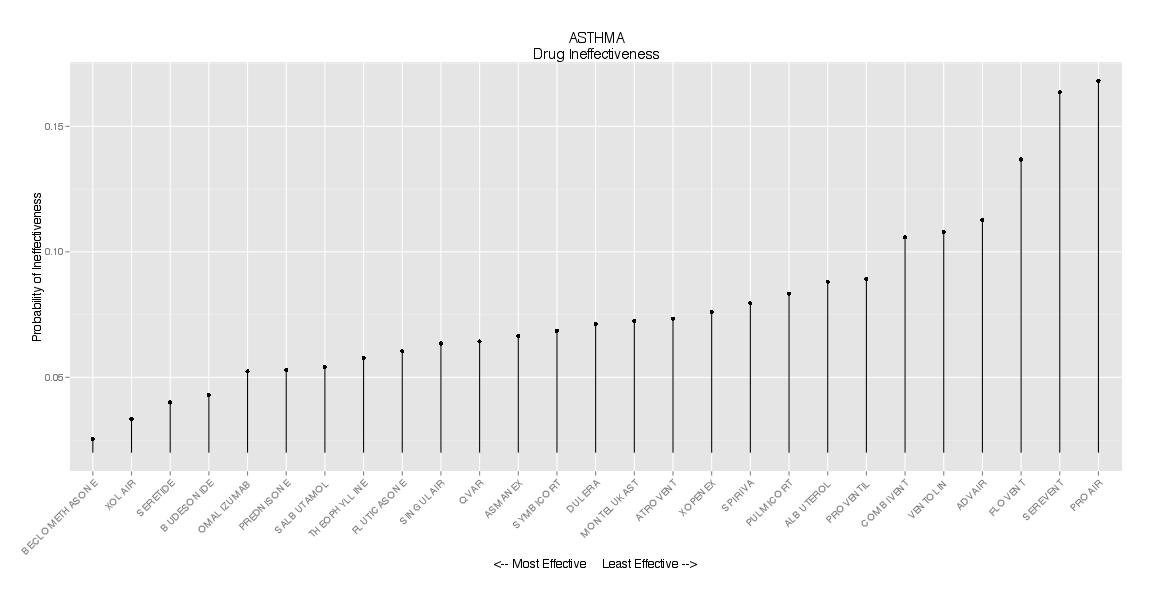 ASTHMA
Drug Ineffectiveness
Probability of Ineffectiveness
0.15
0.10
0.05
BECLOMETHASONE
XOLAIR
SERETIDE
BUDESONIDE
OMALIZUMAB
PREDNISONE
SALBUTAMOL
THEOPHYLLINE
FLUTICASONE
SINGULAIR
QVAR
ASMANEX
SYMBICORT
DULERA
MONTELUKAST
ATROVENT
XOPENEX
SPIRIVA
PULMICORT
ALBUTEROL
PROVENTIL
COMBIVENT
VENTOLIN
ADVAIR
FLOVENT
SEREVENT
PROAIR
<-- Most Effective Least Effective -->